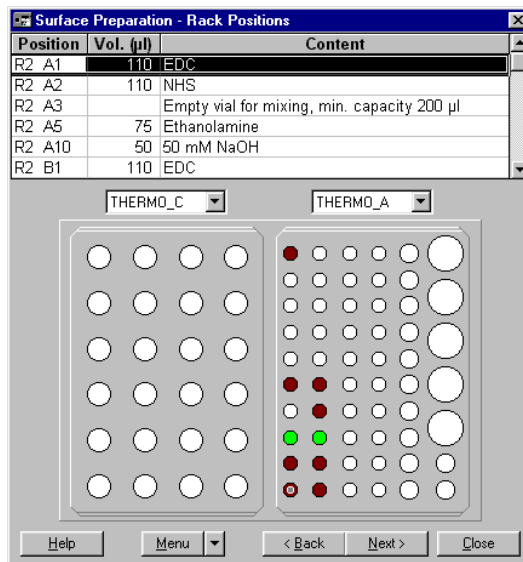 Surface Preparation - Rack Positions
Position Vol. (µl) Content
R2 A1 110 EDC
R2 A2 110 NHS
R2 A3 Empty vial for mixing, min. capacity 200 µl
R2 A5 75 Ethanolamine
R2 A10 50 50 mM NaOH
R2 B1 110 EDC
THERMO_C THERMO_A
Help Menu < Back Next > Close